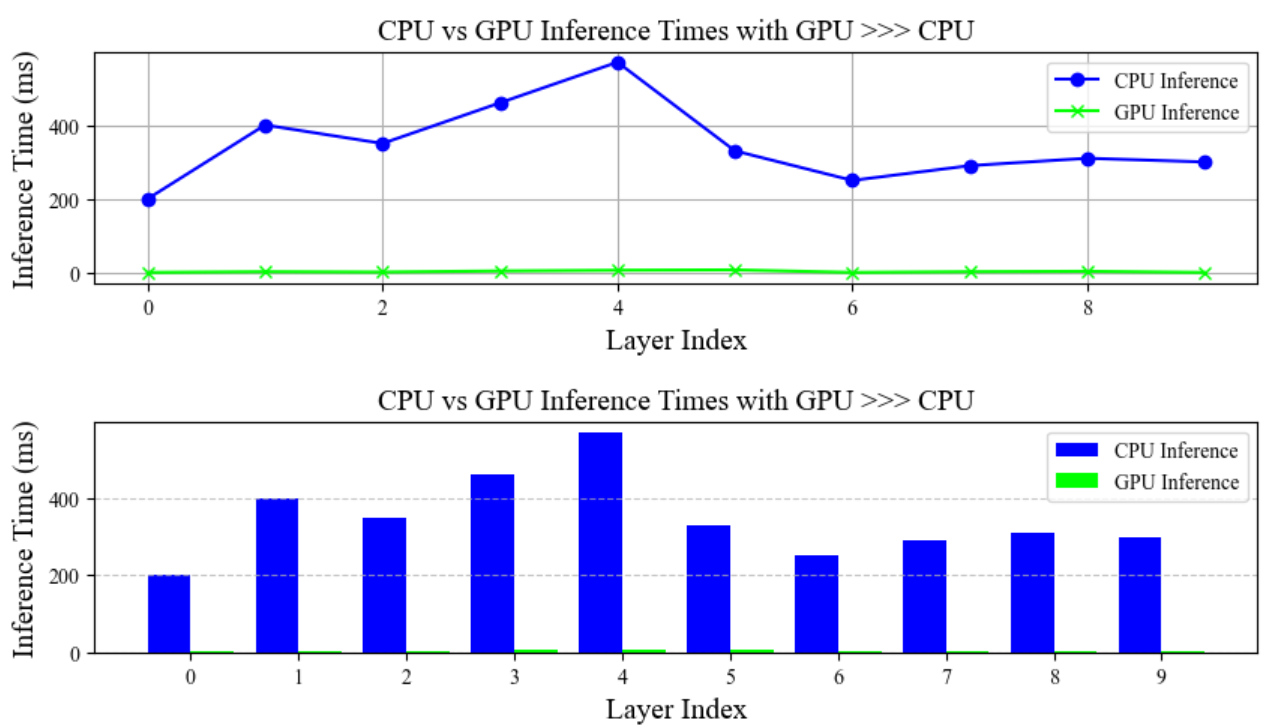 CPU vs GPU Inference Times with GPU >>> CPU
Inference Time (ms)
400
200
0
CPU Inference
GPU Inference
0 2 4 6 8
Layer Index
CPU vs GPU Inference Times with GPU >>> CPU
Inference Time (ms)
400
200
0
CPU Inference
GPU Inference
0 1 2 3 4 5 6 7 8 9
Layer Index